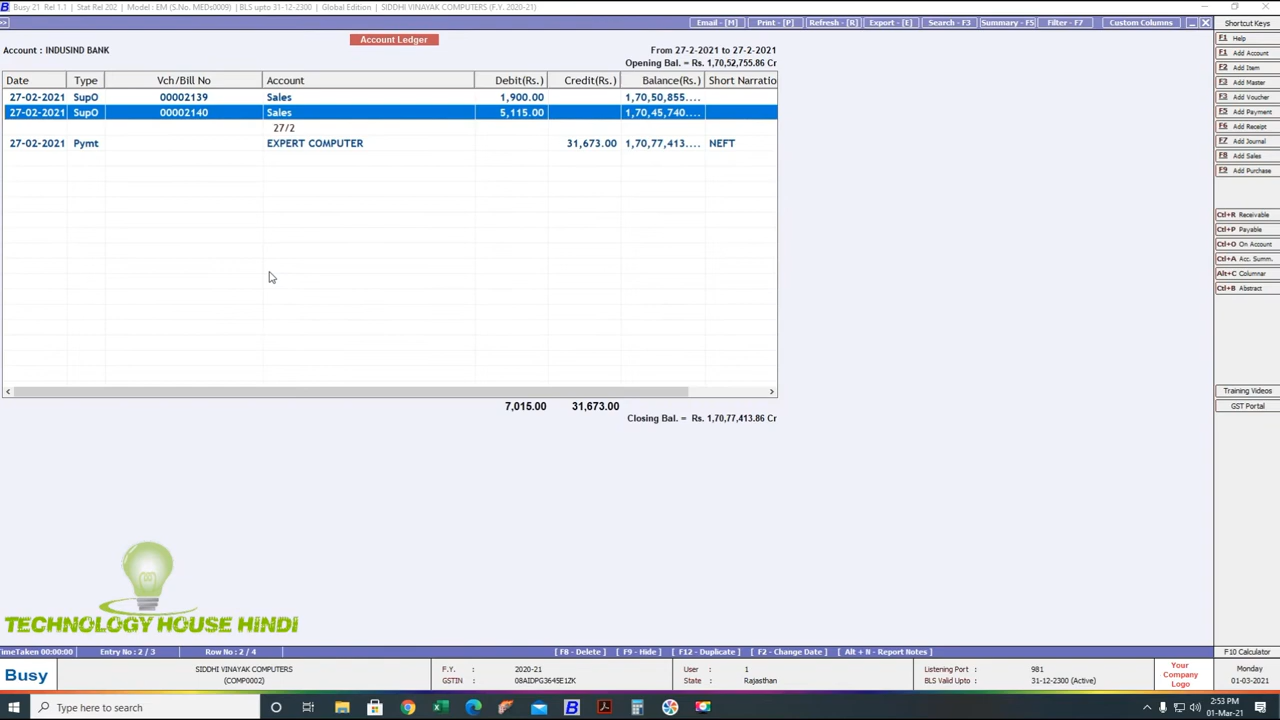 Busy 21 Rel 1.1 | Stat Rel 202 | Model : EM (S.No. MEDs0009) | BLS upto 31-12-2300 | Global Edition | SIDDHI VINAYAK COMPUTERS (F.Y. 2020-21)
Email - [M] Print - [P] Refresh - [R] Export - [E] Search - F3 Summary - F5 Filter - F7 Custom Columns
Account Ledger
Account : INDUSIND BANK
From 27-2-2021 to 27-2-2021
Opening Bal. = Rs. 1,70,52,755.86 Cr
Date Type Vch/Bill No Account Debit(Rs.) Credit(Rs.) Balance(Rs.) Short Narratio
27-02-2021 SupO 00002139 Sales 1,900.00 1,70,50,855....
27-02-2021 SupO 00002140 Sales 5,115.00 1,70,45,740....
27/2
27-02-2021 Pymt EXPERT COMPUTER 31,673.00 1,70,77,413.... NEFT
7,015.00 31,673.00
Closing Bal. = Rs. 1,70,77,413.86 Cr
Shortcut Keys
F1 Help
F1 Add Account
F2 Add Item
F3 Add Master
F3 Add Voucher
F5 Add Payment
F6 Add Receipt
F7 Add Journal
F8 Add Sales
F9 Add Purchase
Ctl+R Receivable
Ctl+P Payable
Ctl+O On Account
Ctl+A Acc. Summ.
Alt+C Columnar
Ctl+B Abstract
Training Videos
GST Portal
TECHNOLOGY HOUSE HINDI
TimeTaken 00:00:00 Entry No : 2 / 3 Row No : 2 / 4 [ F8 - Delete ] [ F9 - Hide ] [ F12 - Duplicate ] [ F2 - Change Date ] [ Alt + N - Report Notes ] F10 Calculator
Busy
SIDDHI VINAYAK COMPUTERS
(COMP0002)
F.Y. : 2020-21
GSTIN : 08AIDPG3645E1ZK
User : 1
State : Rajasthan
Listening Port : 981
BLS Valid Upto : 31-12-2300 (Active)
Your
Company
Logo
Monday
01-03-2021
Type here to search
2:53 PM
01-Mar-21